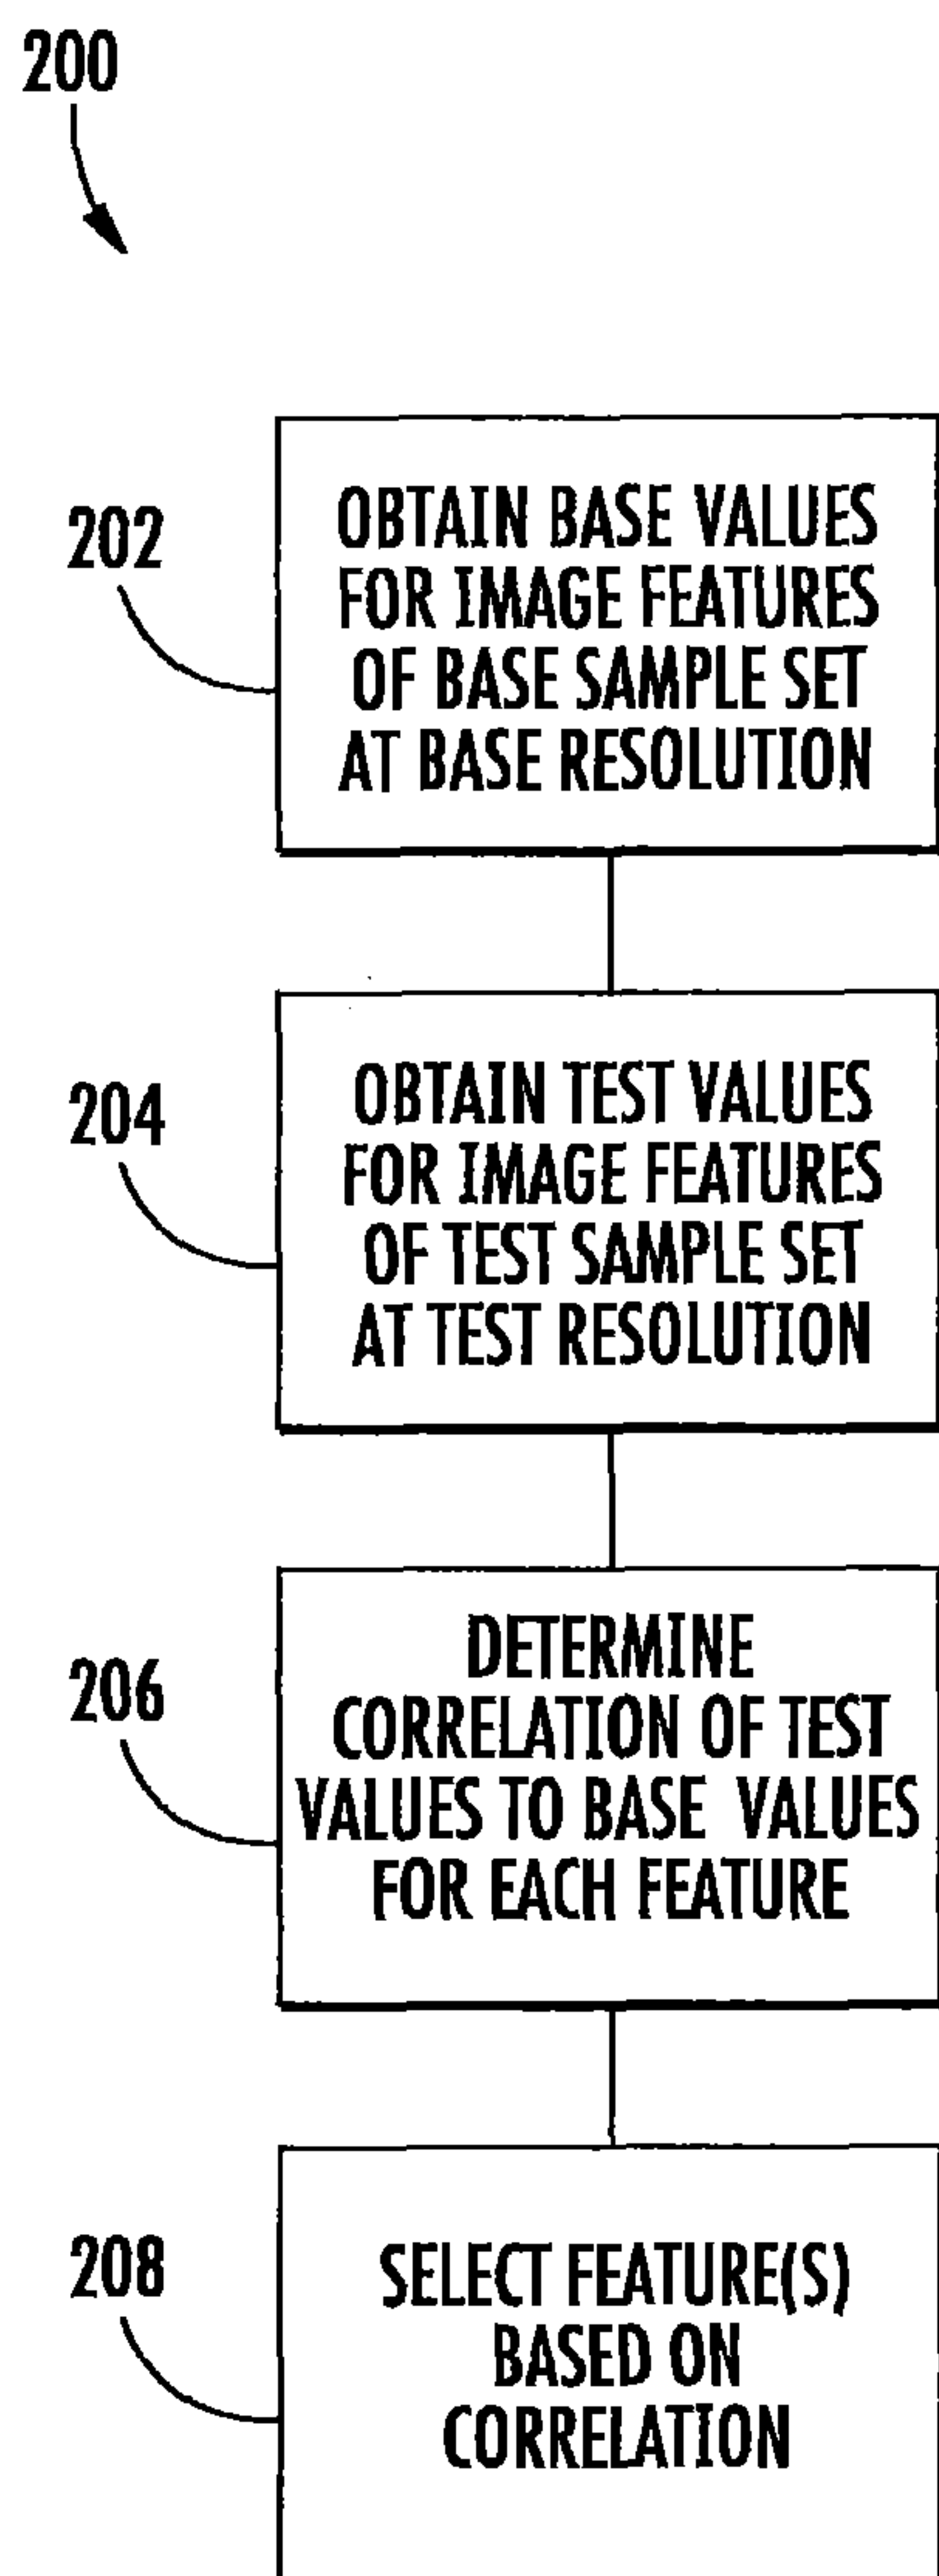 200
202
OBTAIN BASE VALUES
FOR IMAGE FEATURES
OF BASE SAMPLE SET
AT BASE RESOLUTION
204
OBTAIN TEST VALUES
FOR IMAGE FEATURES
OF TEST SAMPLE SET
AT TEST RESOLUTION
206
DETERMINE
CORRELATION OF TEST
VALUES TO BASE VALUES
FOR EACH FEATURE
208
SELECT FEATURE(S)
BASED ON
CORRELATION